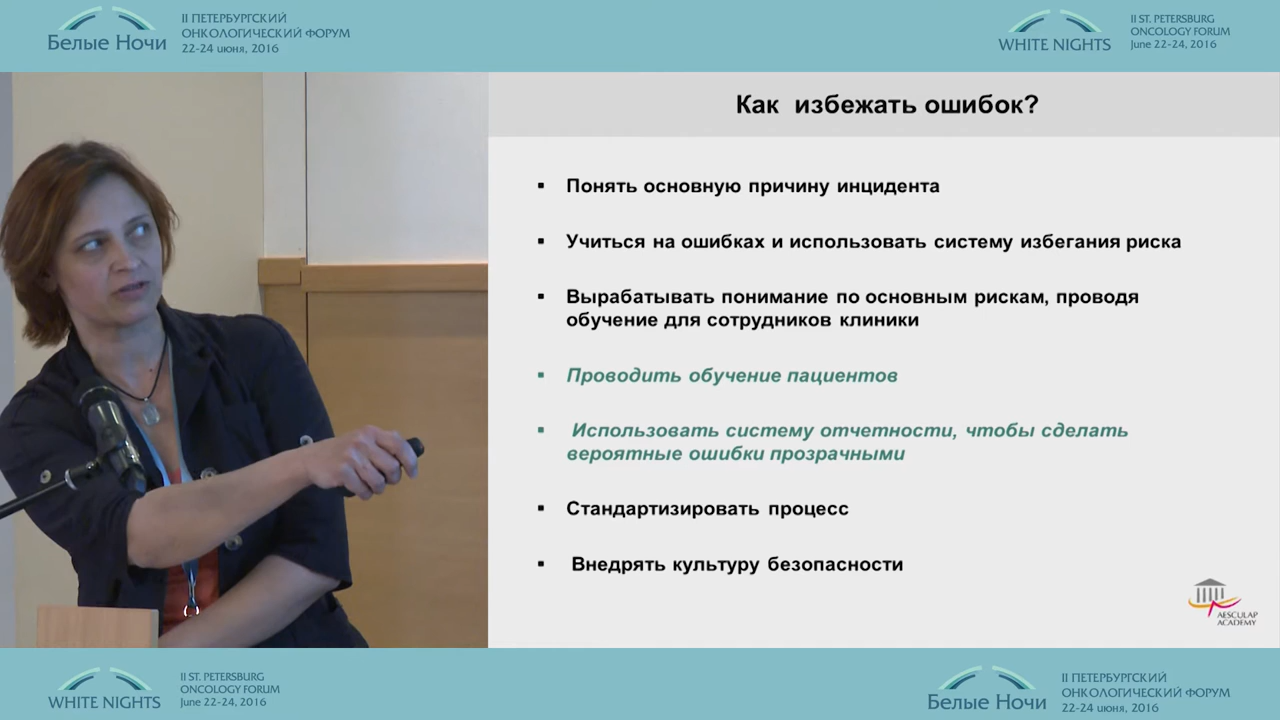 Белые Ночи
II ПЕТЕРБУРГСКИЙ
ОНКОЛОГИЧЕСКИЙ ФОРУМ
22-24 июня, 2016
WHITE NIGHTS
II ST. PETERSBURG
ONCOLOGY FORUM
June 22-24, 2016
Как избежать ошибок?
▪ Понять основную причину инцидента
▪ Учиться на ошибках и использовать систему избегания риска
▪ Вырабатывать понимание по основным рискам, проводя
обучение для сотрудников клиники
▪ Проводить обучение пациентов
▪ Использовать систему отчетности, чтобы сделать
вероятные ошибки прозрачными
▪ Стандартизировать процесс
▪ Внедрять культуру безопасности
AESCULAP
ACADEMY
WHITE NIGHTS
II ST. PETERSBURG
ONCOLOGY FORUM
June 22-24, 2016
Белые Ночи
II ПЕТЕРБУРГСКИЙ
ОНКОЛОГИЧЕСКИЙ ФОРУМ
22-24 июня, 2016